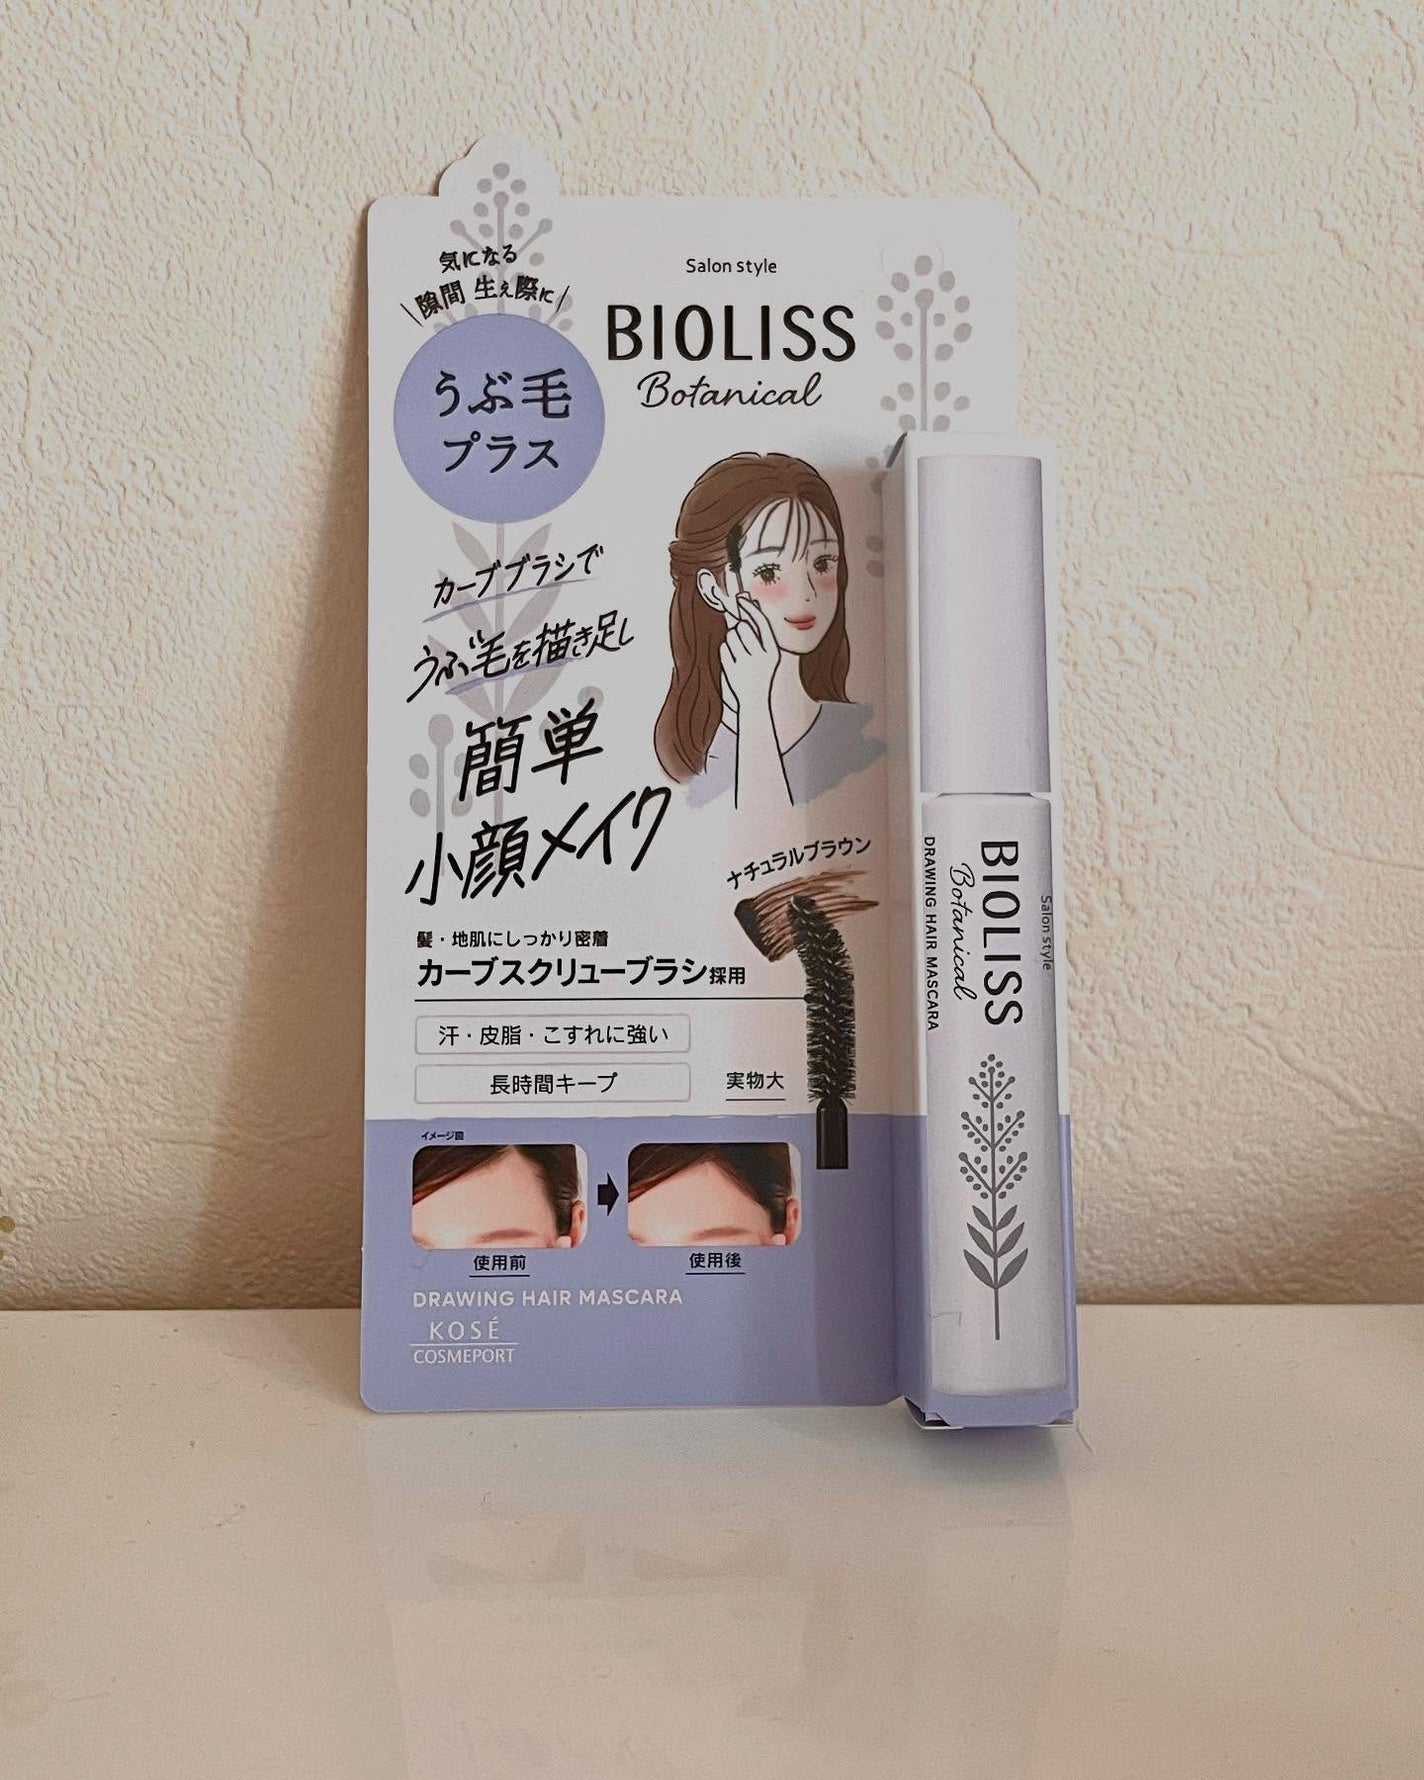 気になる
隙間 生え際に
うぶ毛
プラス
Salon style
BIOLISS
Botanical
カーブブラシで
うぶ毛を描き足し
簡単
小顔メイク
ナチュラルブラウン
髪・地肌にしっかり密着
カーブスクリューブラシ採用
汗・皮脂・こすれに強い
長時間キープ
実物大
イメージ図
使用前
使用後
DRAWING HAIR MASCARA
KOSÉ
COSMEPORT
Salon style
BIOLISS
Botanical
DRAWING HAIR MASCARA